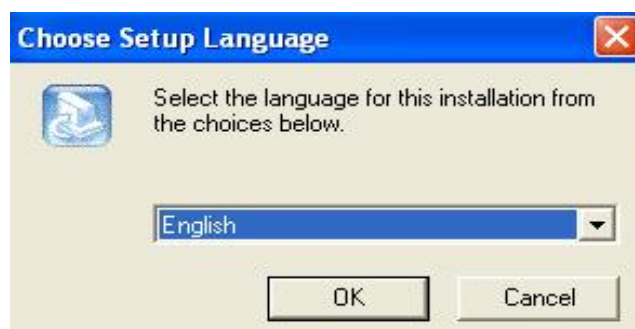 Choose Setup Language
Select the language for this installation from
the choices below.
English
OK
Cancel